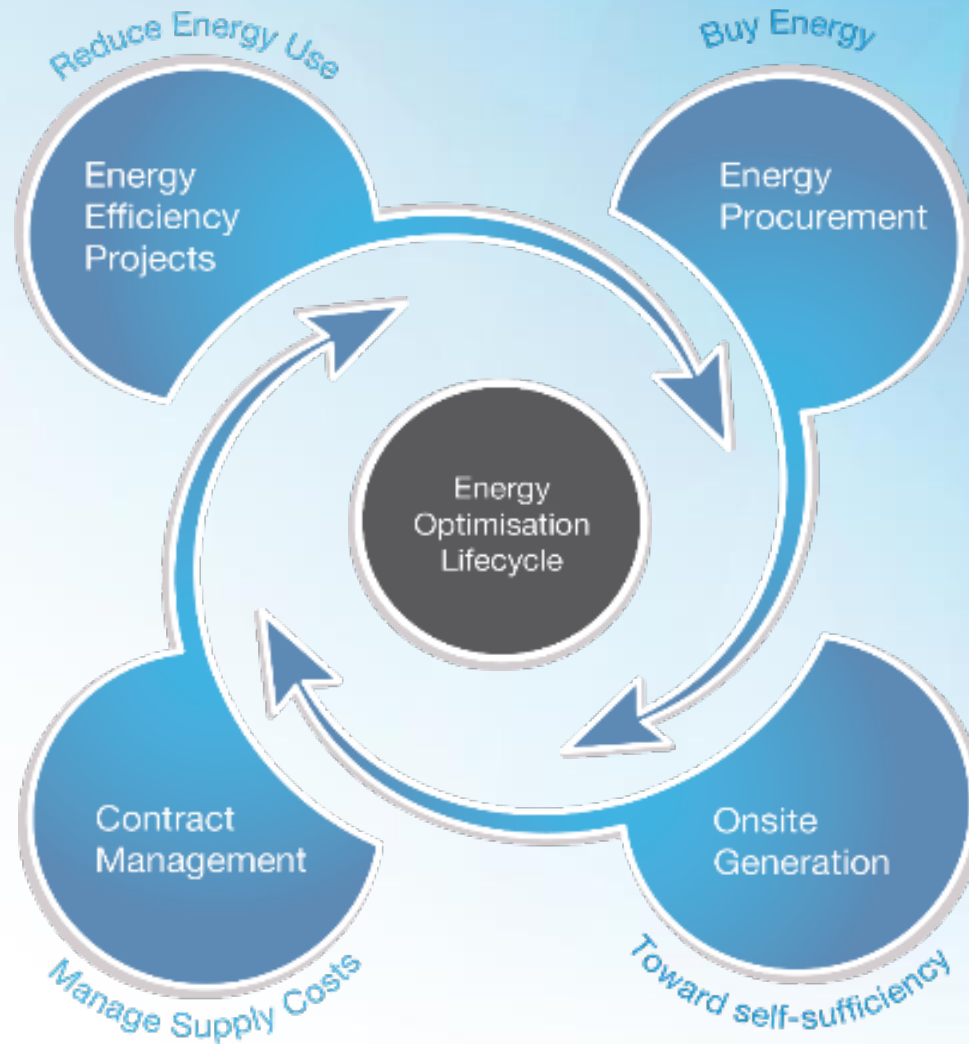 Reduce Energy Use
Energy
Efficiency
Projects
Buy Energy
Energy
Procurement
Energy
Optimisation
Lifecycle
Contract
Management
Manage Supply Costs
Onsite
Generation
Toward self-sufficiency